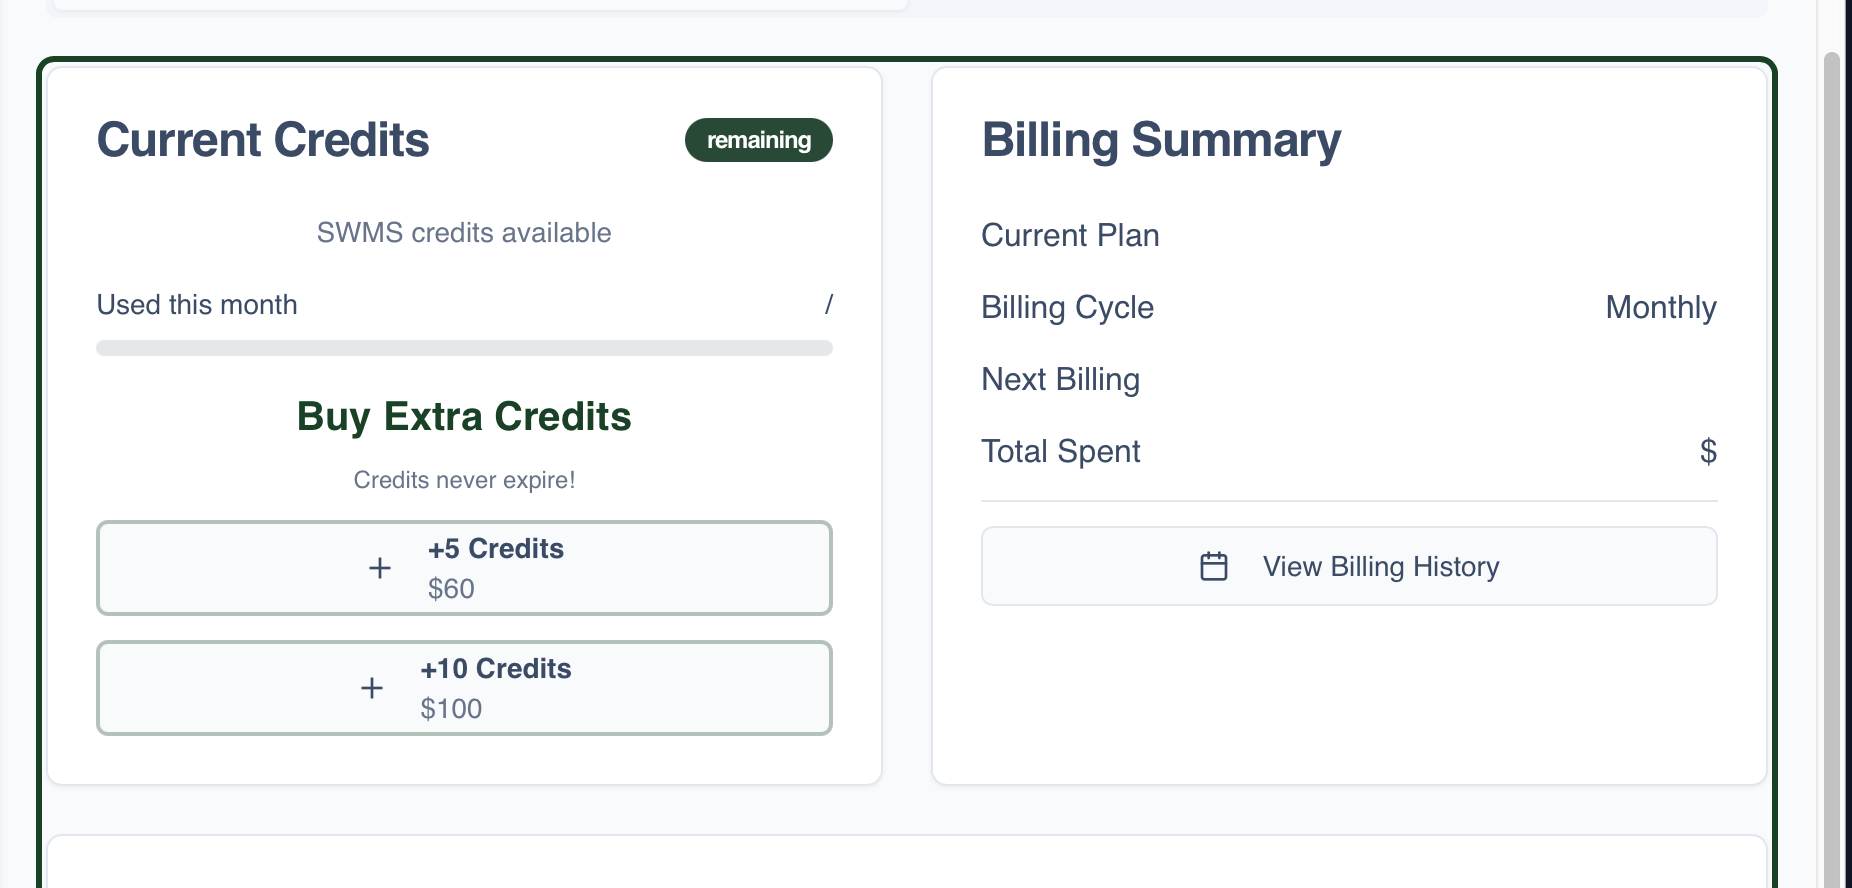 Current Credits
remaining
SWMS credits available
Used this month /
Buy Extra Credits
Credits never expire!
+5 Credits
$60
+10 Credits
$100
Billing Summary
Current Plan
Billing Cycle Monthly
Next Billing
Total Spent $
View Billing History